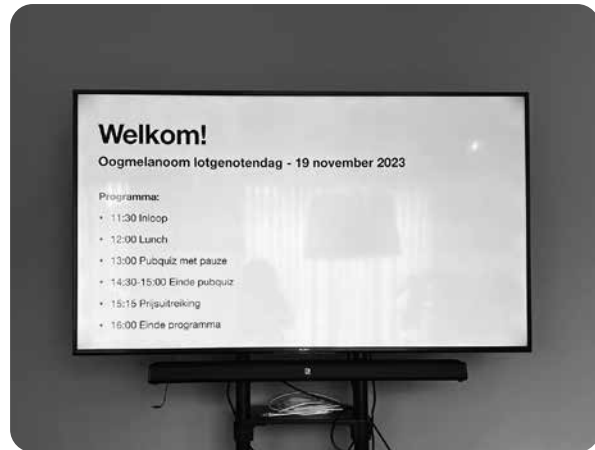 Welkom!
Oogmelanoom lotgenotendag - 19 november 2023
Programma:
• 11:30 Inloop
• 12:00 Lunch
• 13:00 Pubquiz met pauze
• 14:30-15:00 Einde pubquiz
• 15:15 Prijsuitreiking
• 16:00 Einde programma